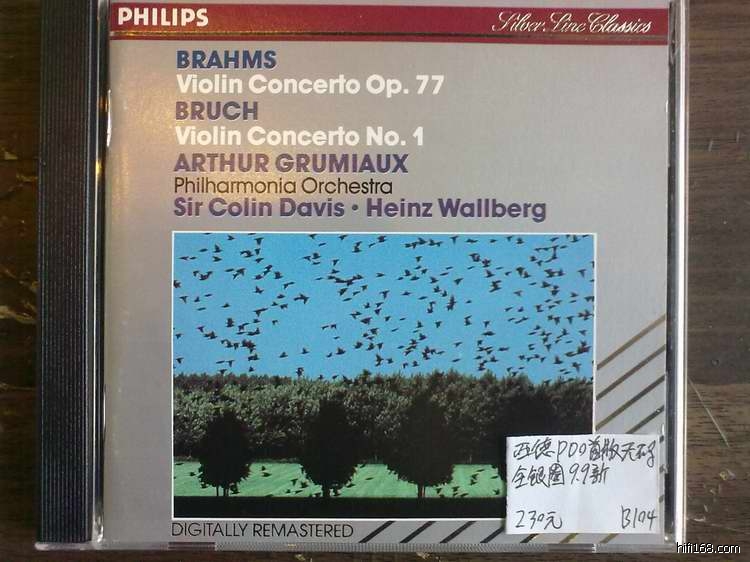 PHILIPS
Silver Line Classics
BRAHMS
Violin Concerto Op. 77
BRUCH
Violin Concerto No. 1
ARTHUR GRUMIAUX
Philharmonia Orchestra
Sir Colin Davis • Heinz Wallberg
DIGITALLY REMASTERED
西德PDO首版无码
全银圈 9.9新
230元 B104
hifi168.com